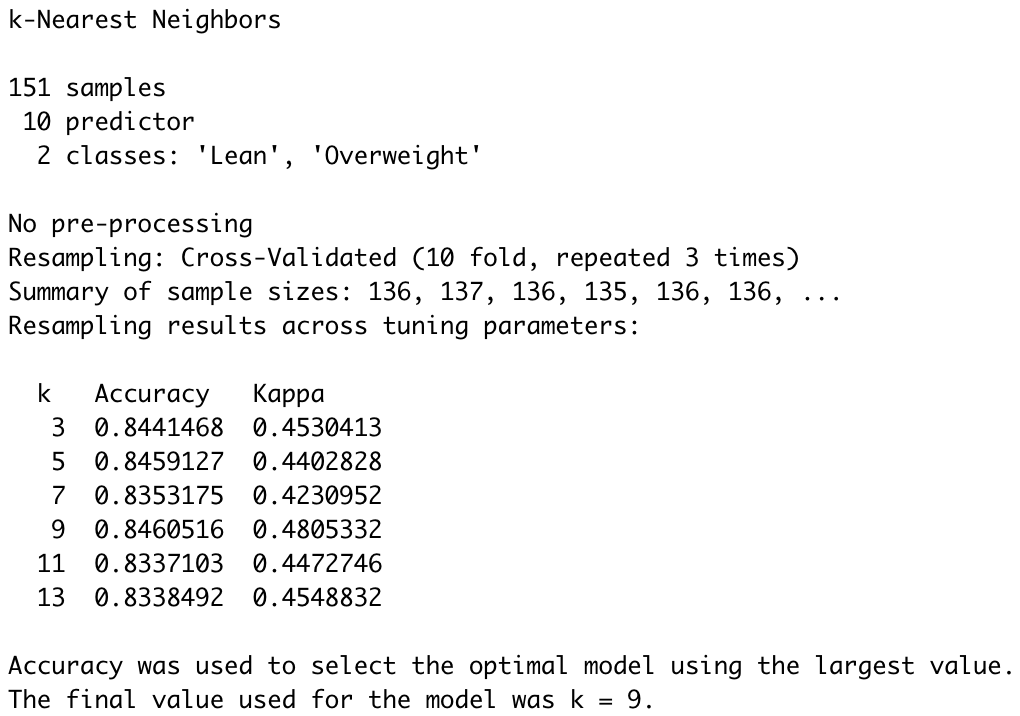 k-Nearest Neighbors

151 samples
 10 predictor
  2 classes: 'Lean', 'Overweight'

No pre-processing
Resampling: Cross-Validated (10 fold, repeated 3 times)
Summary of sample sizes: 136, 137, 136, 135, 136, 136, ...
Resampling results across tuning parameters:

  k   Accuracy   Kappa
   3  0.8441468  0.4530413
   5  0.8459127  0.4402828
   7  0.8353175  0.4230952
   9  0.8460516  0.4805332
  11  0.8337103  0.4472746
  13  0.8338492  0.4548832

Accuracy was used to select the optimal model using the largest value.
The final value used for the model was k = 9.